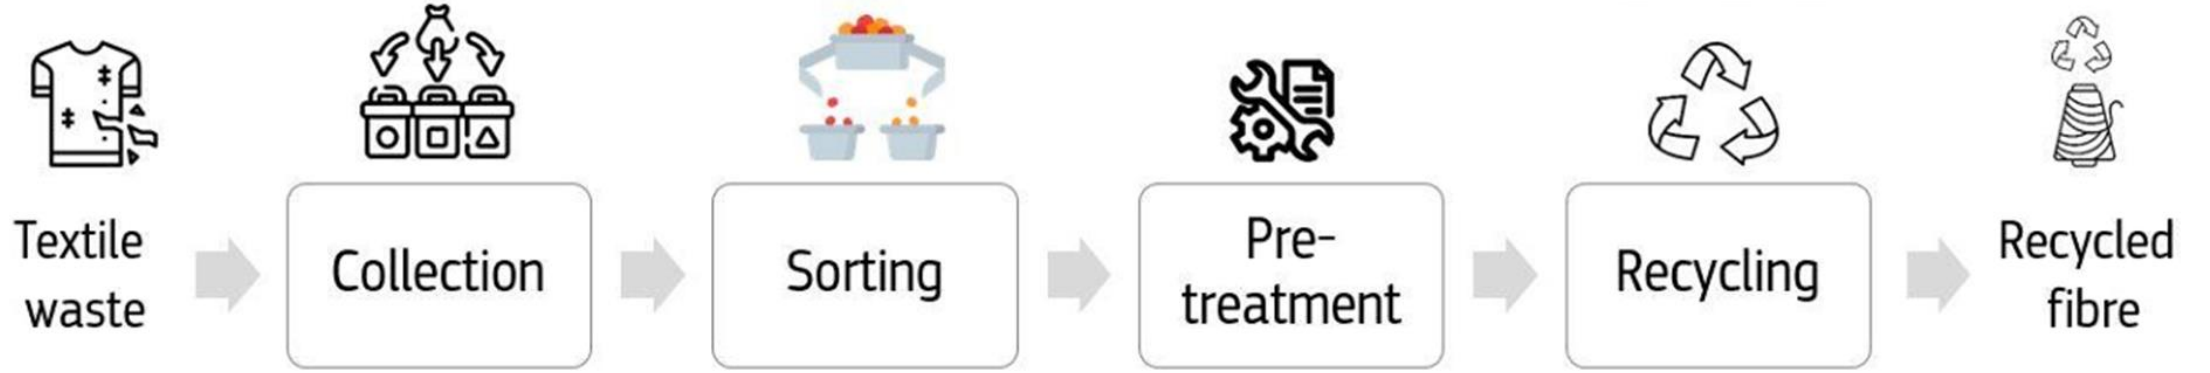 Textile
waste
Collection
Sorting
Pre-
treatment
Recycling
Recycled
fibre